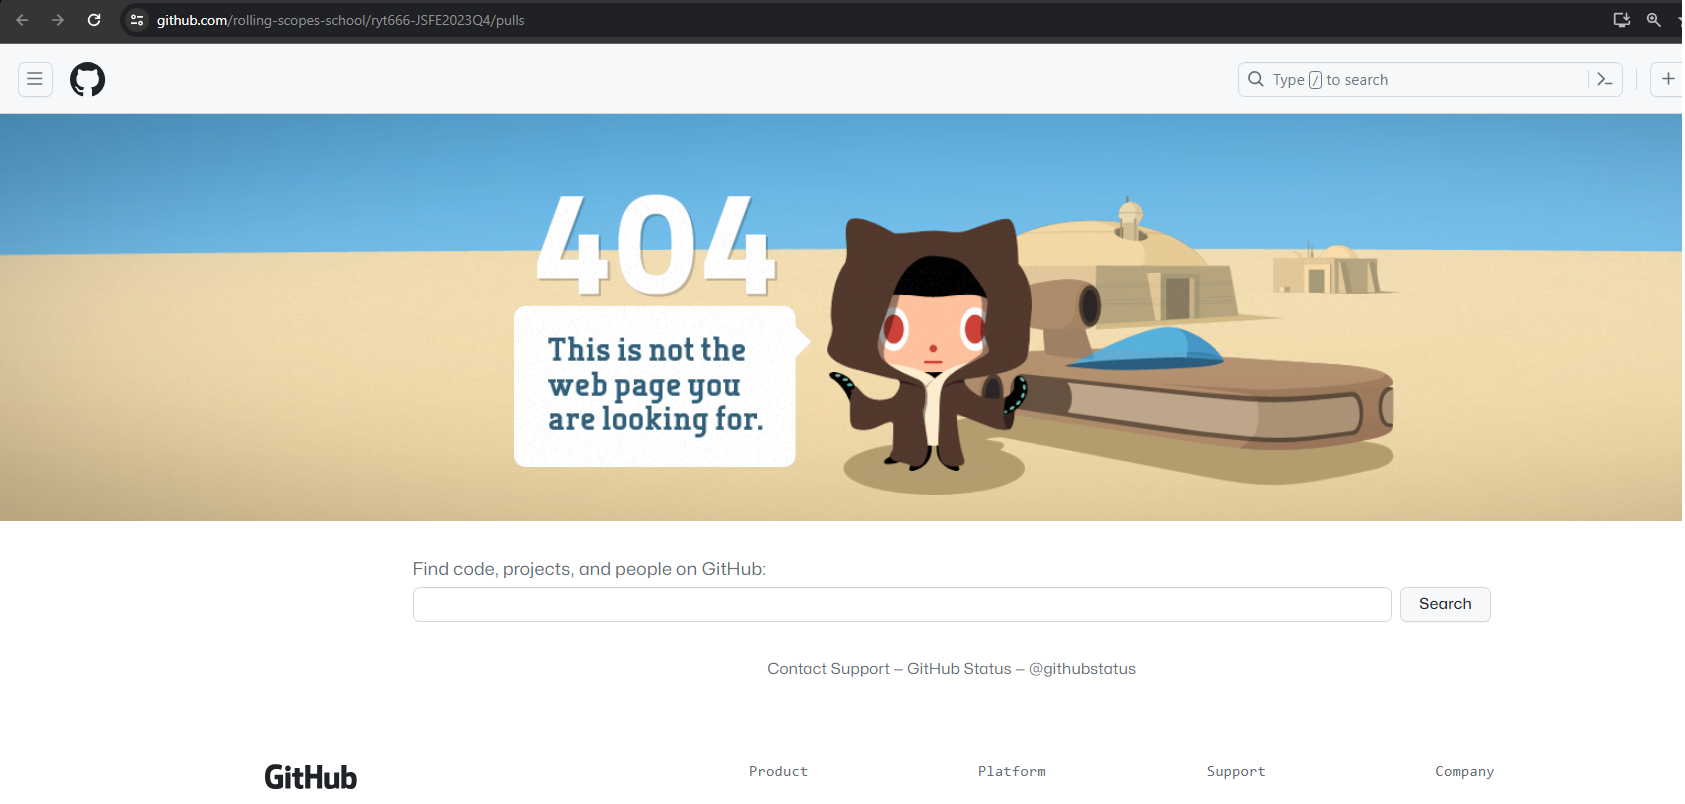 github.com/rolling-scopes-school/ryt666-JSFE2023Q4/pulls
Type / to search
404
This is not the
web page you
are looking for.
Find code, projects, and people on GitHub:
Search
Contact Support — GitHub Status — @githubstatus
GitHub
Product
Platform
Support
Company